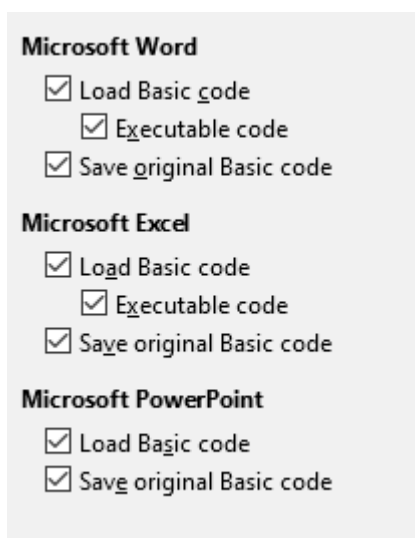 Microsoft Word
Load Basic code
Executable code
Save original Basic code
Microsoft Excel
Load Basic code
Executable code
Save original Basic code
Microsoft PowerPoint
Load Basic code
Save original Basic code